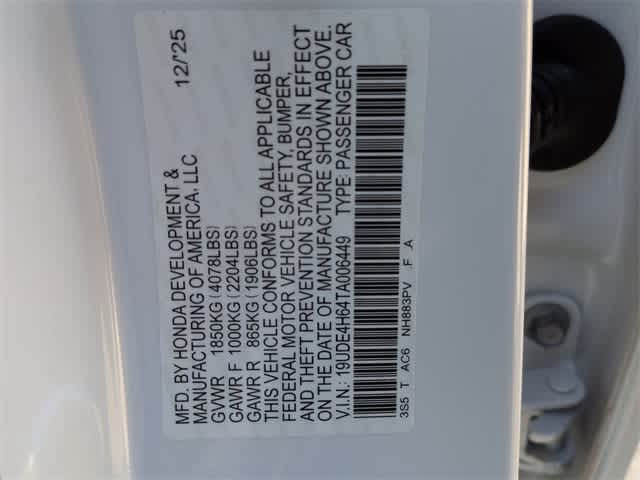 MFD. BY HONDA DEVELOPMENT & 12/'25
MANUFACTURING OF AMERICA, LLC
GVWR 1850KG(4078LBS)
GAWR F 1000KG(2204LBS)
GAWR R 865KG(1906LBS)
THIS VEHICLE CONFORMS TO ALL APPLICABLE
FEDERAL MOTOR VEHICLE SAFETY, BUMPER,
AND THEFT PREVENTION STANDARDS IN EFFECT
ON THE DATE OF MANUFACTURE SHOWN ABOVE.
V.I.N.: 19UDE4H64TA006449 TYPE: PASSENGER CAR
3S5 T AC6 NH883PV .F .A